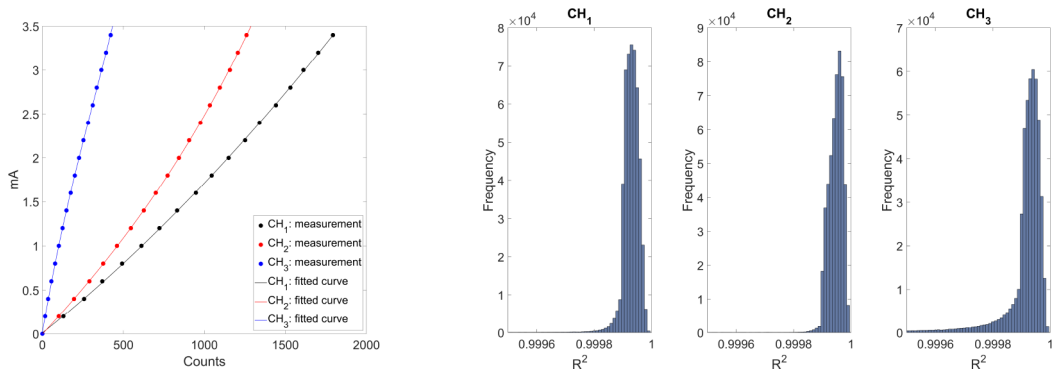 3.5
3
2.5
2
1.5
1
0.5
0
mA
0 500 1000 1500 2000
Counts
CH1: measurement
CH2: measurement
CH3: measurement
CH1: fitted curve
CH2: fitted curve
CH3: fitted curve
CH1
×10^4
8
7
6
5
4
3
2
1
0
Frequency
0.9996 0.9998 1
R^2
CH2
×10^4
9
8
7
6
5
4
3
2
1
0
Frequency
0.9996 0.9998 1
R^2
CH3
×10^4
7
6
5
4
3
2
1
0
Frequency
0.9996 0.9998 1
R^2